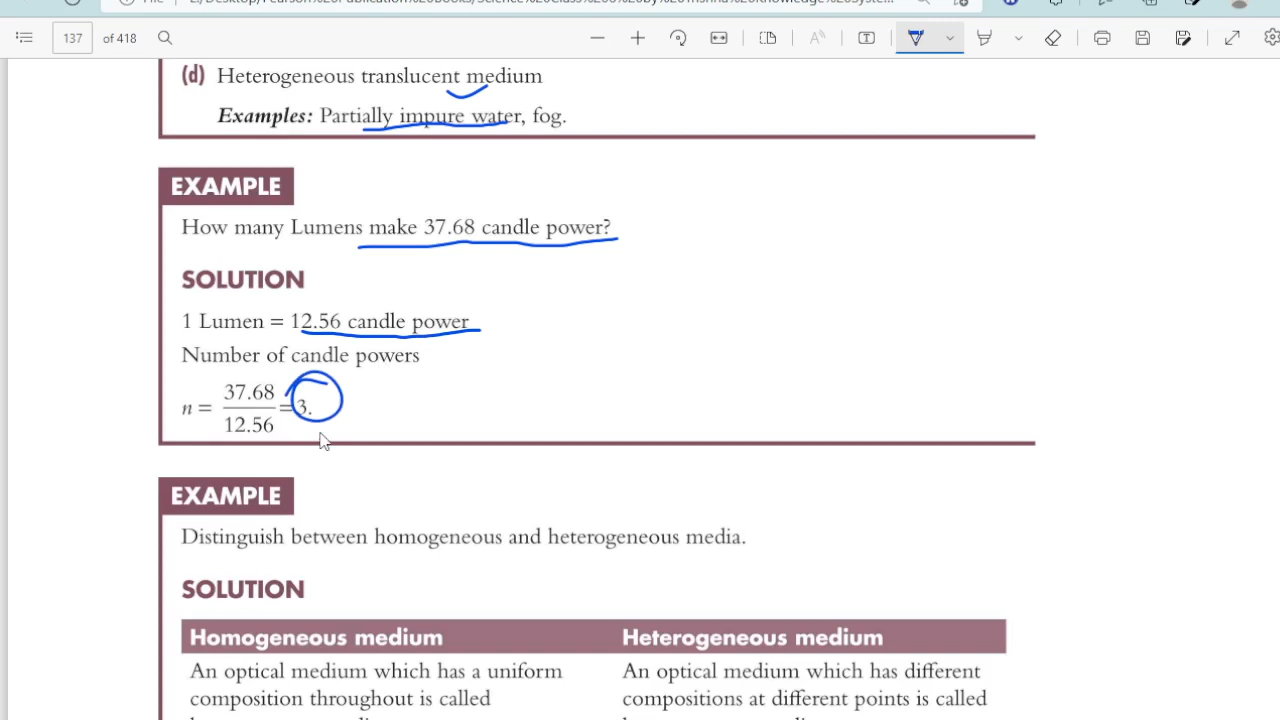 137 of 418
(d) Heterogeneous translucent medium
Examples: Partially impure water, fog.
EXAMPLE
How many Lumens make 37.68 candle power?
SOLUTION
1 Lumen = 12.56 candle power
Number of candle powers
n = 37.68 / 12.56 = 3.
EXAMPLE
Distinguish between homogeneous and heterogeneous media.
SOLUTION
Homogeneous medium Heterogeneous medium
An optical medium which has a uniform An optical medium which has different
composition throughout is called compositions at different points is called